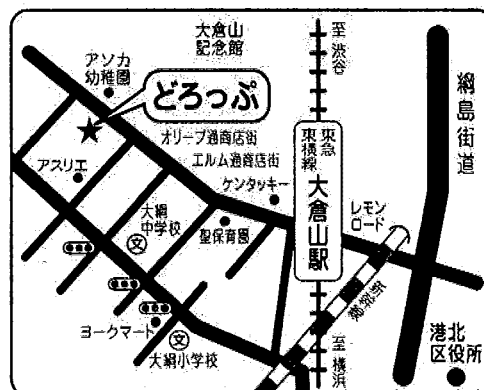 大倉山
記念館
至
渋谷
アソカ
幼稚園
どろっぷ
綱島街道
オリーブ通商店街
エルム通商店街
東急
東横線
大倉山駅
アスリエ
ケンタッキー
レモン
ロード
大綱
中学校
文
聖保育園
新幹線
ヨークマート
文
大綱小学校
至
横浜
港北
区役所